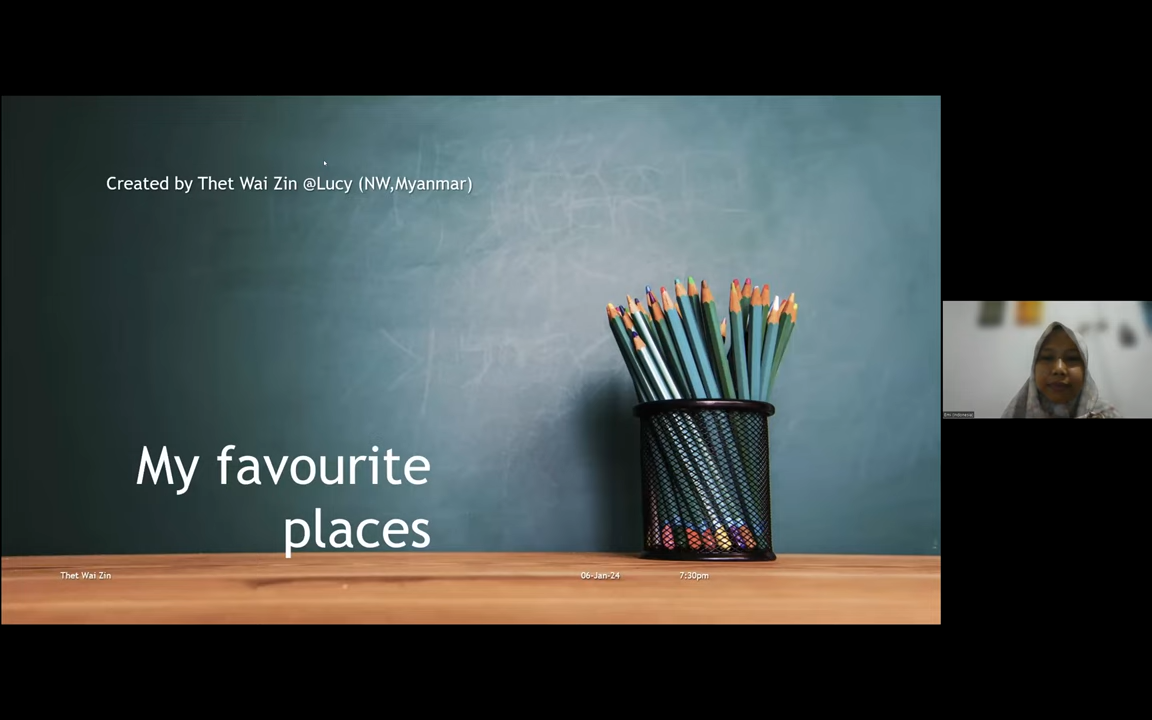 Created by Thet Wai Zin @Lucy (NW,Myanmar)
My favourite
places
Thet Wai Zin
06-Jan-24
7:30pm